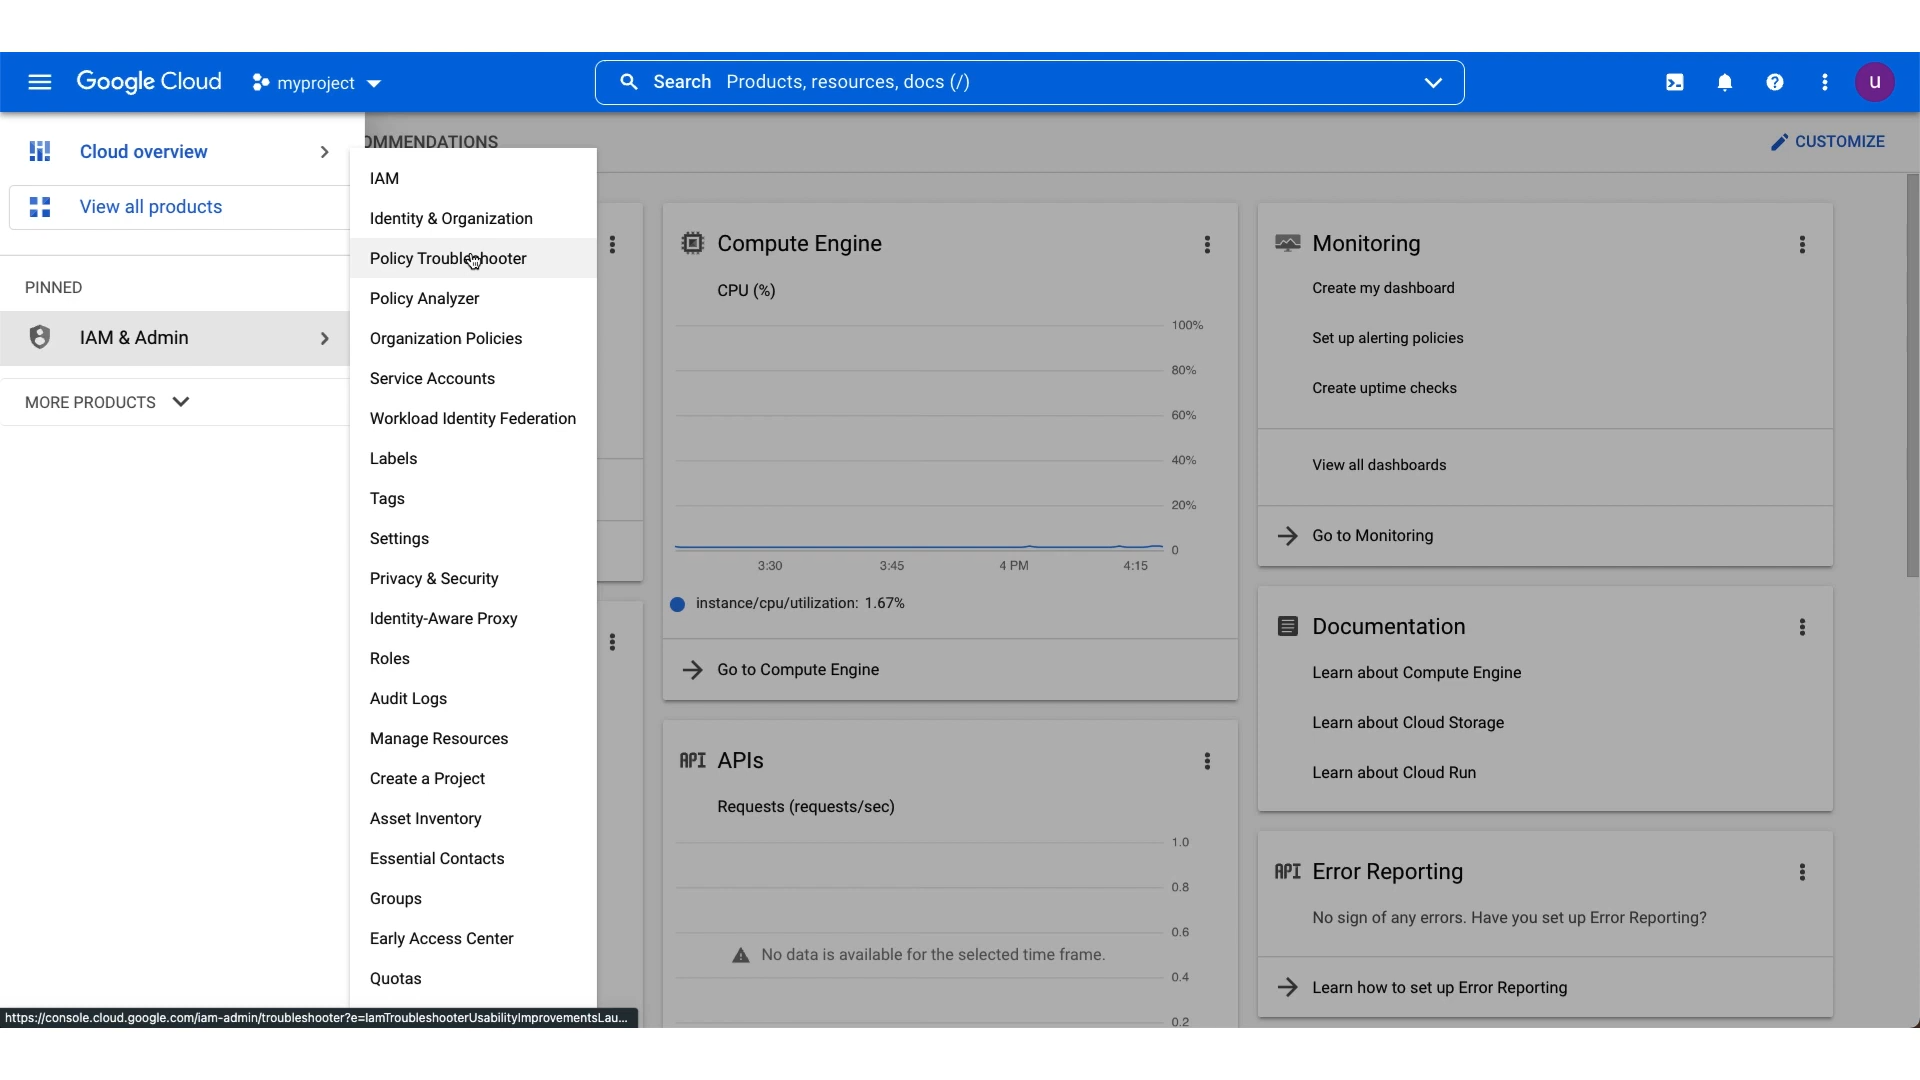 Google Cloud
myproject
Search Products, resources, docs (/)
U
Cloud overview
View all products
PINNED
IAM & Admin
MORE PRODUCTS
OMMENDATIONS
CUSTOMIZE
IAM
Identity & Organization
Policy Troubleshooter
Policy Analyzer
Organization Policies
Service Accounts
Workload Identity Federation
Labels
Tags
Settings
Privacy & Security
Identity-Aware Proxy
Roles
Audit Logs
Manage Resources
Create a Project
Asset Inventory
Essential Contacts
Groups
Early Access Center
Quotas
https://console.cloud.google.com/iam-admin/troubleshooter?e=IamTroubleshooterUsabilityImprovementsLau...
Compute Engine
CPU (%)
100%
80%
60%
40%
20%
0
3:30 3:45 4 PM 4:15
instance/cpu/utilization: 1.67%
Go to Compute Engine
API APIs
Requests (requests/sec)
1.0
0.8
0.6
No data is available for the selected time frame.
0.4
0.2
Monitoring
Create my dashboard
Set up alerting policies
Create uptime checks
View all dashboards
Go to Monitoring
Documentation
Learn about Compute Engine
Learn about Cloud Storage
Learn about Cloud Run
API Error Reporting
No sign of any errors. Have you set up Error Reporting?
Learn how to set up Error Reporting